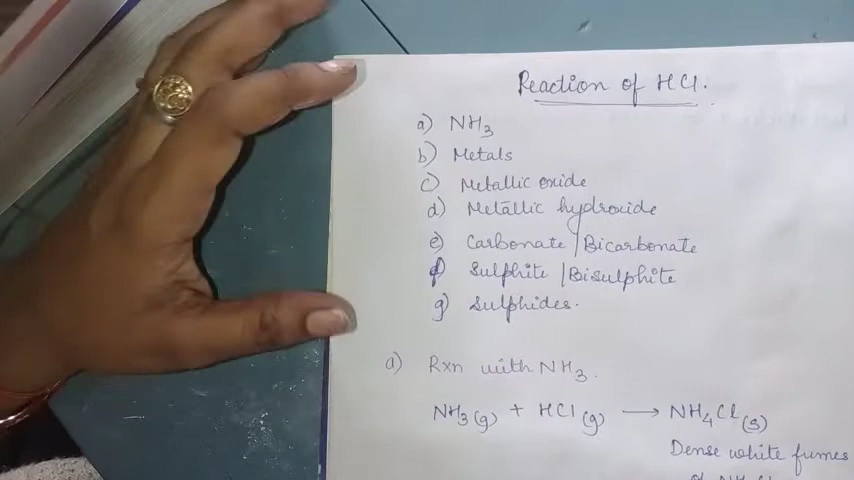 Reaction of HCl.
a) NH3
b) Metals
c) Metallic oxide
d) Metallic hydroxide
e) Carbonate/Bicarbonate
f) Sulphite/Bisulphite
g) Sulphides.
a) Rxn with NH3.
NH3(g) + HCl(g) → NH4Cl(s)
Dense white fumes
of